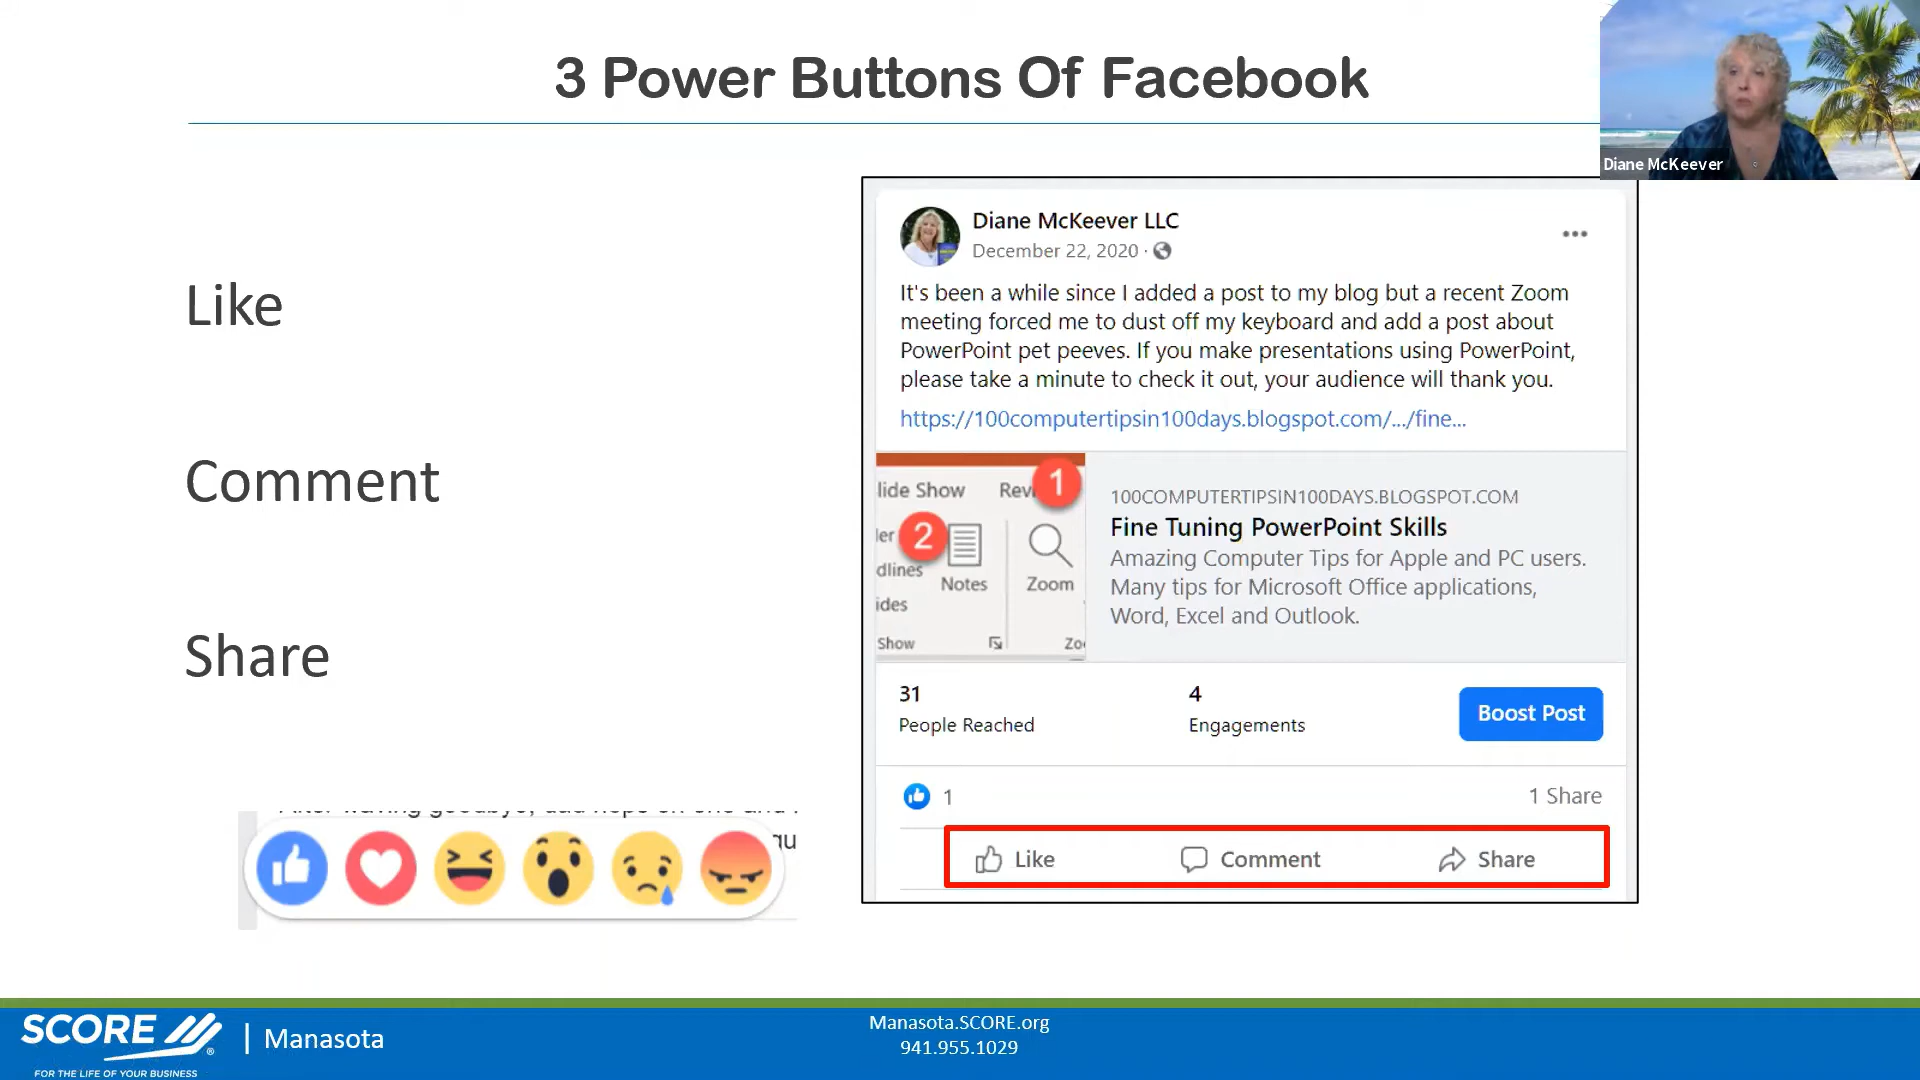 3 Power Buttons Of Facebook
Diane McKeever
Like
Comment
Share
Diane McKeever LLC
December 22, 2020 ·
It's been a while since I added a post to my blog but a recent Zoom
meeting forced me to dust off my keyboard and add a post about
PowerPoint pet peeves. If you make presentations using PowerPoint,
please take a minute to check it out, your audience will thank you.
https://100computertipsin100days.blogspot.com/.../fine...
lide Show Rev 1
ler 2
dlines Notes Zoom
ides
Show Zo
100COMPUTERTIPSIN100DAYS.BLOGSPOT.COM
Fine Tuning PowerPoint Skills
Amazing Computer Tips for Apple and PC users.
Many tips for Microsoft Office applications,
Word, Excel and Outlook.
31
People Reached
4
Engagements
Boost Post
1
1 Share
Like Comment Share
qu
SCORE ® | Manasota
FOR THE LIFE OF YOUR BUSINESS
Manasota.SCORE.org
941.955.1029